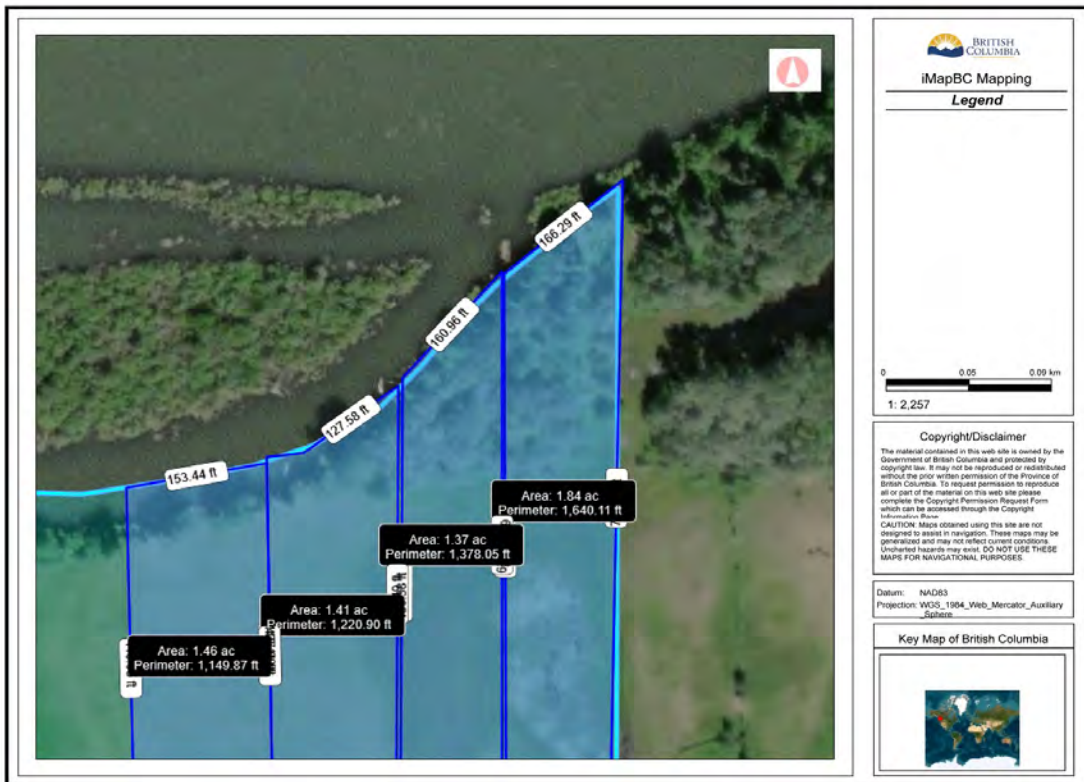 166.29 ft
160.96 ft
127.58 ft
153.44 ft
Area: 1.84 ac
Perimeter: 1,640.11 ft
Area: 1.37 ac
Perimeter: 1,378.05 ft
Area: 1.41 ac
Perimeter: 1,220.90 ft
Area: 1.46 ac
Perimeter: 1,149.87 ft
BRITISH
COLUMBIA
iMapBC Mapping
Legend
0 0.05 0.09 km
1: 2,257
Copyright/Disclaimer
The material contained in this web site is owned by the
Government of British Columbia and protected by
copyright law. It may not be reproduced or redistributed
without the prior written permission of the Province of
British Columbia. To request permission to reproduce
all or part of the material on this web site please
complete the Copyright Permission Request Form
which can be accessed through the Copyright
Information Page.
CAUTION: Maps obtained using this site are not
designed to assist in navigation. These maps may be
generalized and may not reflect current conditions.
Uncharted hazards may exist. DO NOT USE THESE
MAPS FOR NAVIGATIONAL PURPOSES.
Datum: NAD83
Projection: WGS_1984_Web_Mercator_Auxiliary
_Sphere
Key Map of British Columbia